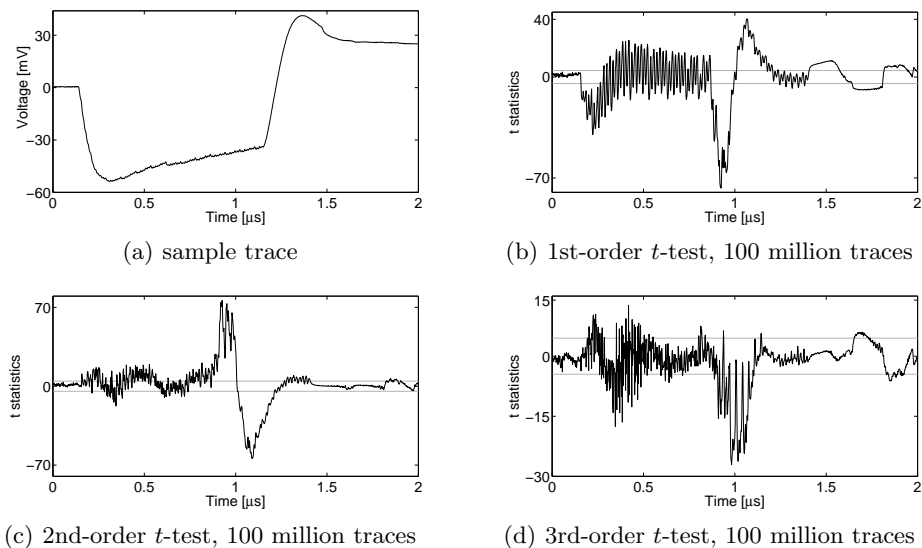 30
0
−30
−60
Voltage [mV]
0 0.5 1 1.5 2
Time [μs]
(a) sample trace
40
0
−70
t statistics
0 0.5 1 1.5 2
Time [μs]
(b) 1st-order t-test, 100 million traces
70
0
−70
t statistics
0 0.5 1 1.5 2
Time [μs]
(c) 2nd-order t-test, 100 million traces
15
0
−15
−30
t statistics
0 0.5 1 1.5 2
Time [μs]
(d) 3rd-order t-test, 100 million traces